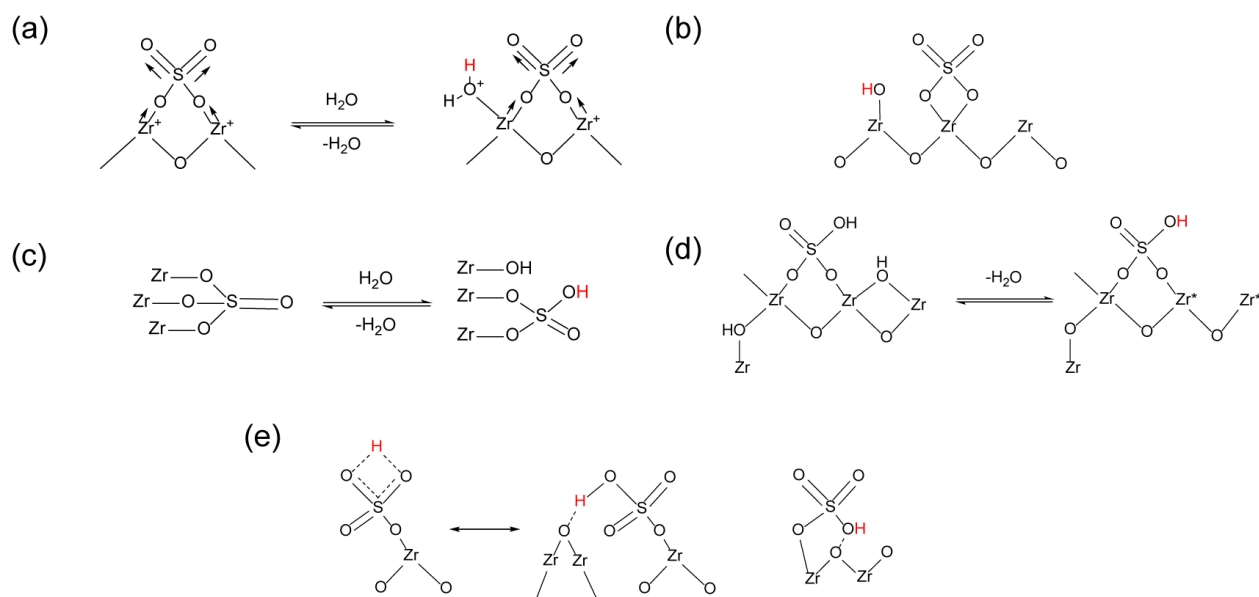 (a)
O O
S
O O
Zr⁺ Zr⁺
O
H₂O
-H₂O
O O
H S
H O⁺ O O
Zr Zr⁺
O
(b)
O O
S
HO O O
Zr Zr Zr
O O O O
(c)
Zr O
Zr O S O
Zr O
H₂O
-H₂O
Zr OH
Zr O OH
S
Zr O O
(d)
O OH
S H
O O O
Zr Zr Zr
HO O O
Zr
-H₂O
O OH
S
O O
Zr Zr* Zr*
O O O
Zr
(e)
H
O O
S
O O
Zr
O O
O O
H S
O O O
Zr Zr Zr
O O
O O
S
O OH
O O
Zr Zr